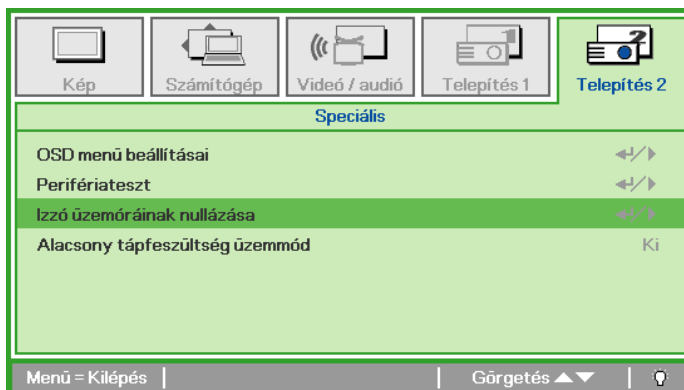 Kép
Számítógép
Videó / audió
Telepítés 1
Telepítés 2
Speciális
OSD menü beállításai
Perifériateszt
Izzó üzemóráinak nullázása
Alacsony tápfeszültség üzemmód Ki
Menü = Kilépés Görgetés